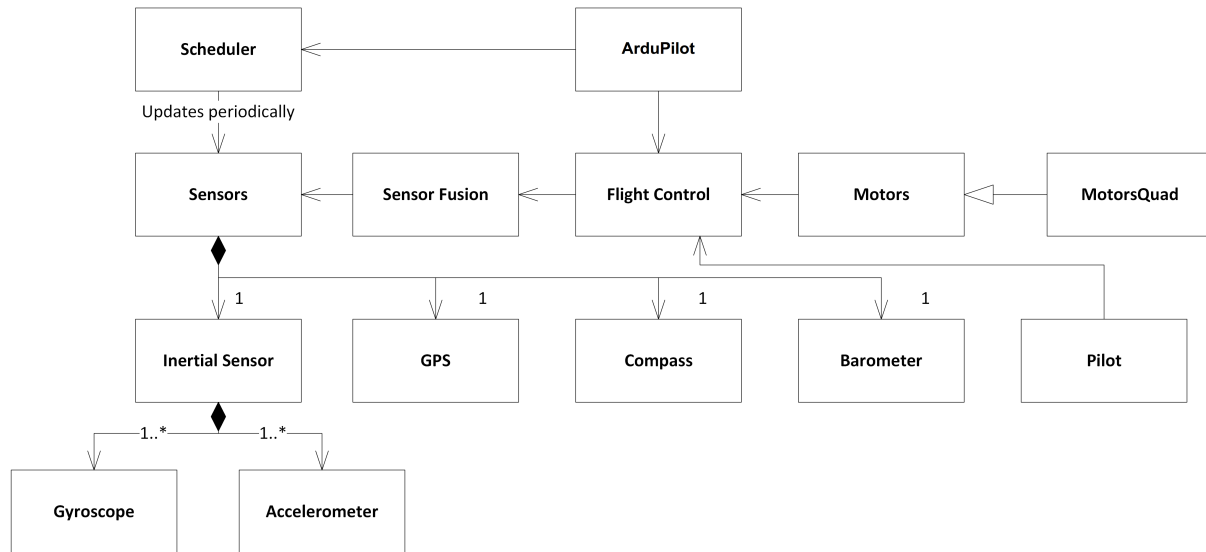 Scheduler
ArduPilot
Updates periodically
Sensors
Sensor Fusion
Flight Control
Motors
MotorsQuad
1
1
1
1
Inertial Sensor
GPS
Compass
Barometer
Pilot
1..*
1..*
Gyroscope
Accelerometer